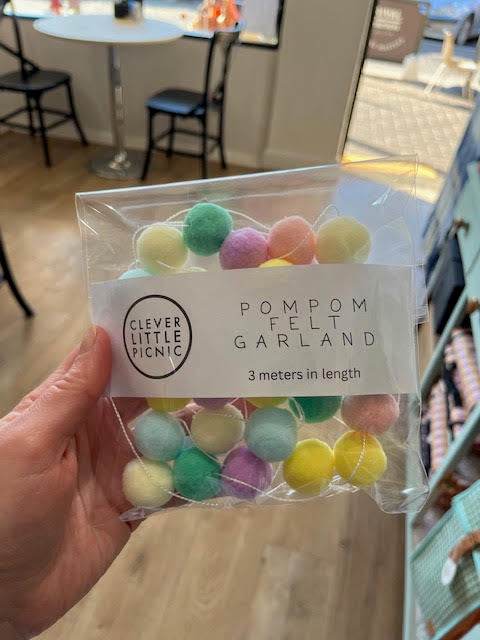 CLEVER
LITTLE
PICNIC
POMPOM
FELT
GARLAND
3 meters in length